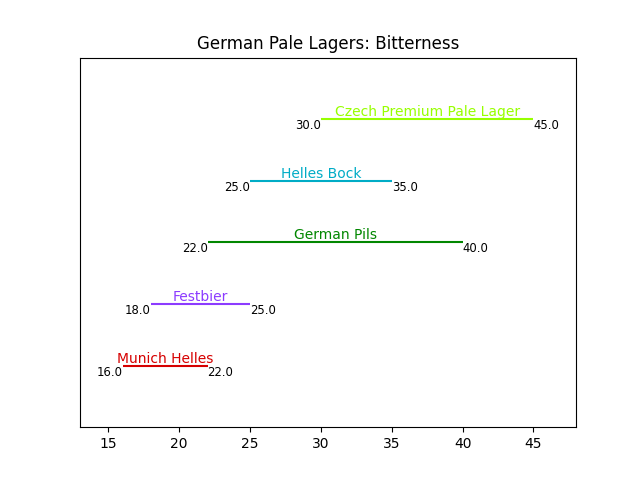 German Pale Lagers: Bitterness
Czech Premium Pale Lager
30.0 45.0
Helles Bock
25.0 35.0
German Pils
22.0 40.0
Festbier
18.0 25.0
Munich Helles
16.0 22.0
15 20 25 30 35 40 45